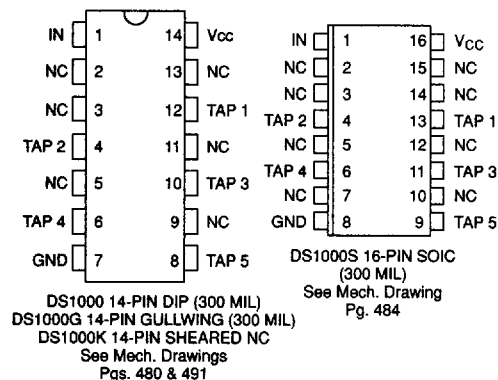 IN 1 14 VCC
NC 2 13 NC
NC 3 12 TAP 1
TAP 2 4 11 NC
NC 5 10 TAP 3
TAP 4 6 9 NC
GND 7 8 TAP 5
DS1000 14-PIN DIP (300 MIL)
DS1000G 14-PIN GULLWING (300 MIL)
DS1000K 14-PIN SHEARED NC
See Mech. Drawings
Pgs. 480 & 491
IN 1 16 VCC
NC 2 15 NC
NC 3 14 NC
TAP 2 4 13 TAP 1
NC 5 12 NC
TAP 4 6 11 TAP 3
NC 7 10 NC
GND 8 9 TAP 5
DS1000S 16-PIN SOIC
(300 MIL)
See Mech. Drawing
Pg. 484